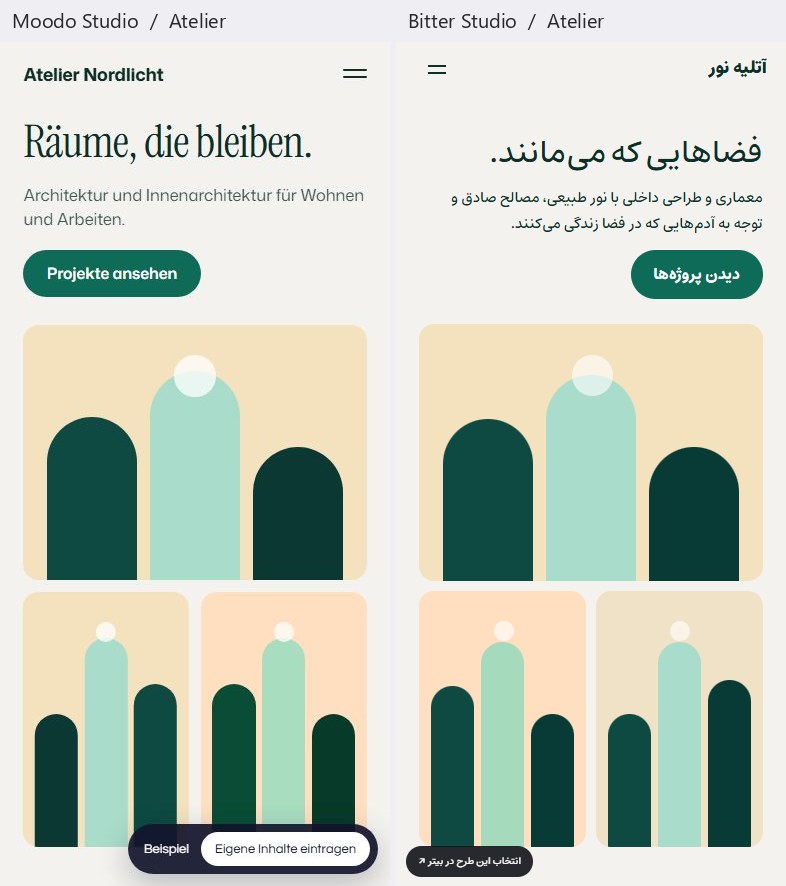 Moodo Studio / Atelier
Atelier Nordlicht
Räume, die bleiben.
Architektur und Innenarchitektur für Wohnen
und Arbeiten.
Projekte ansehen
Beispiel
Eigene Inhalte eintragen
Bitter Studio / Atelier
آتلیه نور
فضاهایی که می‌مانند.
معماری و طراحی داخلی با نور طبیعی، مصالح صادق و
توجه به آدم‌هایی که در فضا زندگی می‌کنند.
دیدن پروژه‌ها
انتخاب این طرح در بیتر ↗